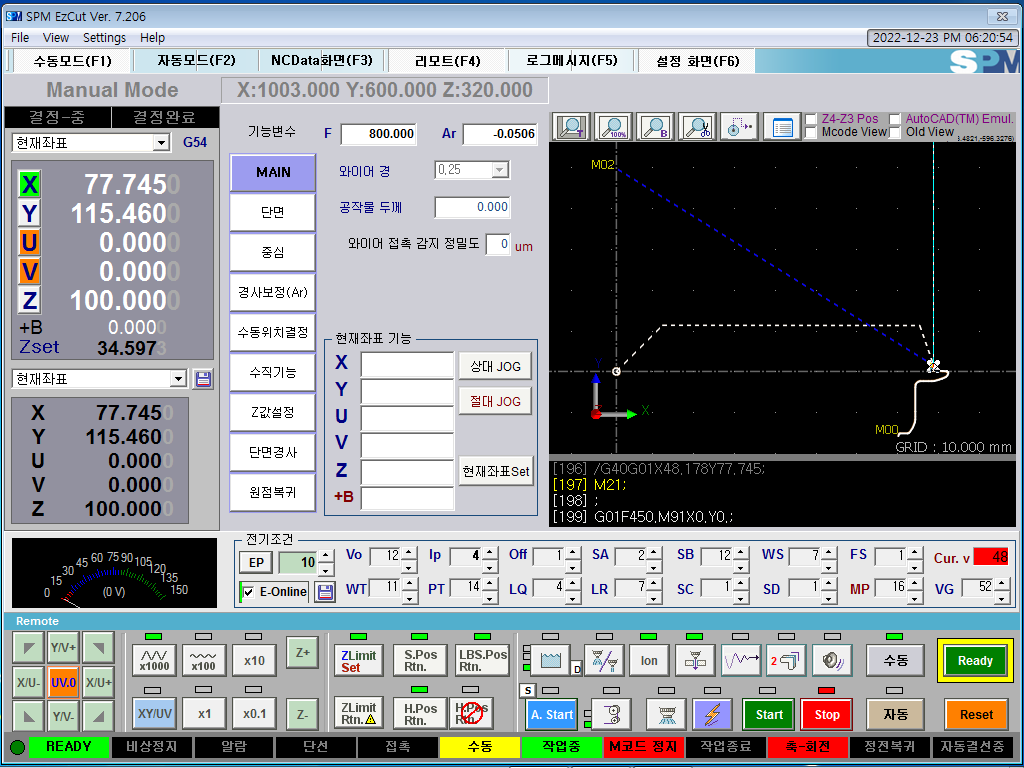 SPM EzCut Ver. 7.206
File View Settings Help
2022-12-23 PM 06:20:54
수동모드(F1) 자동모드(F2) NCData화면(F3) 리모트(F4) 로그메시지(F5) 설정 화면(F6)
SPM
Manual Mode
X:1003.000 Y:600.000 Z:320.000
결정-중 결정완료
현재좌표 G54
X 77.7450
Y 115.4600
U 0.0000
V 0.0000
Z 100.0000
+B 0.0000
Zset 34.5973
현재좌표
X 77.7450
Y 115.4600
U 0.0000
V 0.0000
Z 100.0000
기능변수 F 800.000 Ar -0.0506
MAIN
단면
중심
경사보정(Ar)
수동위치결정
수직기능
Z값설정
단면경사
원점복귀
와이어 경 0,25
공작물 두께 0.000
와이어 접촉 감지 정밀도 0 um
현재좌표 기능
X
Y
U
V
Z
+B
상대 JOG
절대 JOG
현재좌표Set
T 100% B
Z4-Z3 Pos AutoCAD(TM) Emul.
Mcode View Old View
3.4821,-596.3276)
M02
Y
X
M00
GRID : 10.000 mm
[196] /G40G01X48,178Y77,745;
[197] M21;
[198] ;
[199] G01F450,M91X0,Y0,;
0 15 30 45 60 75 90 105 120 135 150
(0 V)
전기조건
EP 10 Vo 12 Ip 4 Off 1 SA 2 SB 12 WS 7 FS 1 Cur. v 48
E-Online WT 11 PT 14 LQ 4 LR 7 SC 1 SD 1 MP 16 VG 52
Remote
Y/V+
X/U- UV.0 X/U+
Y/V-
x1000 x100 x10 Z+
XY/UV x1 x0.1 Z-
ZLimit Set S.Pos Rtn. LBS.Pos Rtn.
ZLimit Rtn. H.Pos Rtn. H.Pos Rtn.
D Ion 2 수동 Ready
S A. Start Start Stop 자동 Reset
READY 비상정지 알람 단선 접촉 수동 작업중 M코드 정지 작업종료 축-회전 정전복귀 자동결선중